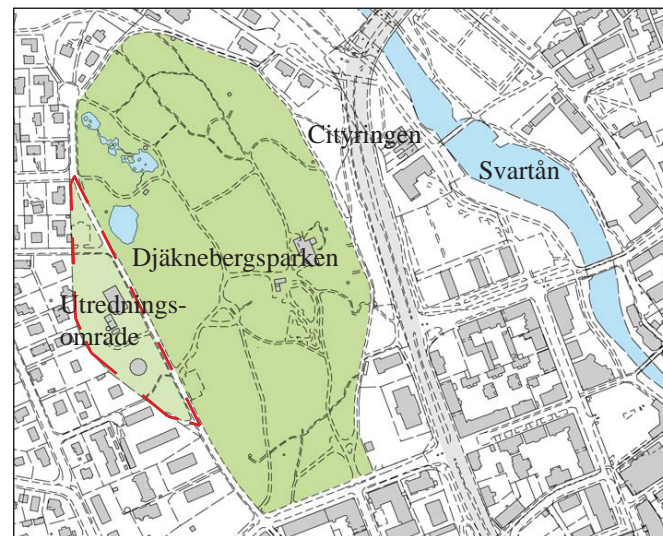 Cityringen
Svartån
Djäknebergsparken
Utrednings-
område